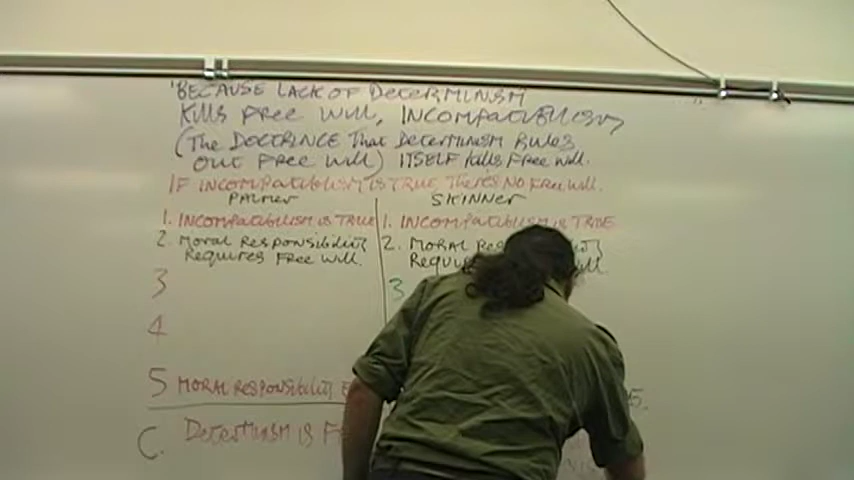 "BECAUSE LACK OF DETERMINISM
KILLS FREE WILL, INCOMPATIBILISM
(THE DOCTRINE THAT DETERMINISM RULES
OUT FREE WILL) ITSELF KILLS FREE WILL.
IF INCOMPATIBILISM IS TRUE THERE'S NO FREE WILL.
PALMER
1. INCOMPATIBILISM IS TRUE
2. MORAL RESPONSIBILITY
REQUIRES FREE WILL.
3
4
5 MORAL RESPONSIBILITY
C. DETERMINISM IS
SKINNER
1. INCOMPATIBILISM IS TRUE
2. MORAL
3